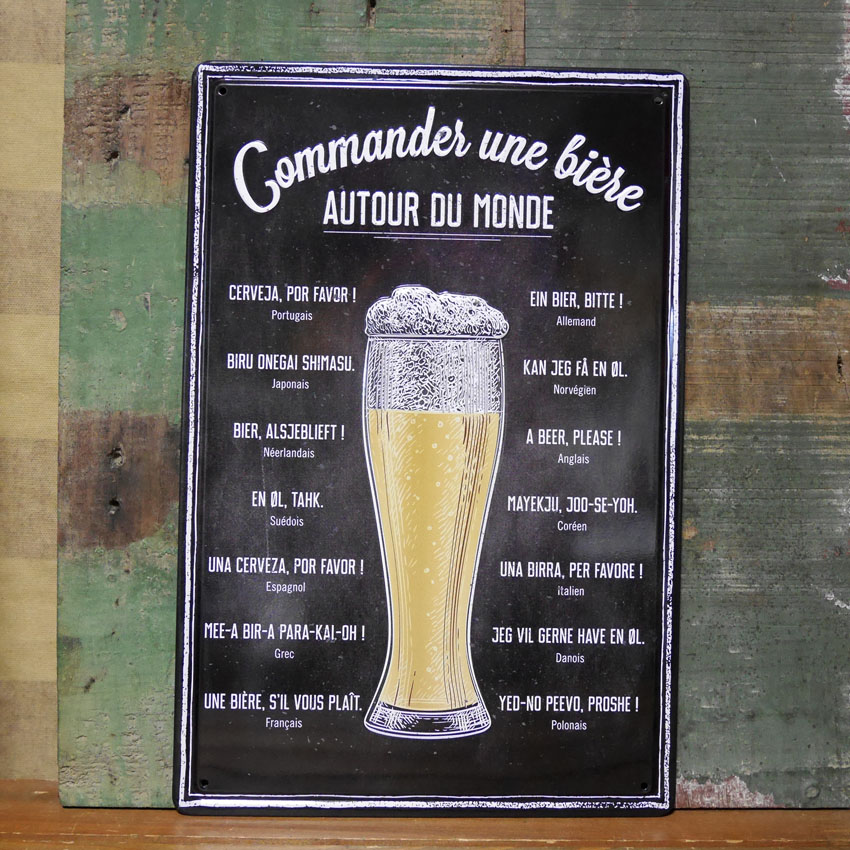 Commander une bière
AUTOUR DU MONDE
CERVEJA, POR FAVOR !
Portugais
BIRU ONEGAI SHIMASU.
Japonais
BIER, ALSJEBLIEFT !
Néerlandais
EN ØL, TAHK.
Suédois
UNA CERVEZA, POR FAVOR !
Espagnol
MEE-A BIR-A PARA-KAL-OH !
Grec
UNE BIÈRE, S'IL VOUS PLAÎT.
Français
EIN BIER, BITTE !
Allemand
KAN JEG FÅ EN ØL.
Norvégien
A BEER, PLEASE !
Anglais
MAYEKJU, JOO-SE-YOH.
Coréen
UNA BIRRA, PER FAVORE !
Italien
JEG VIL GERNE HAVE EN ØL.
Danois
YED-NO PEEVO, PROSHE !
Polonais